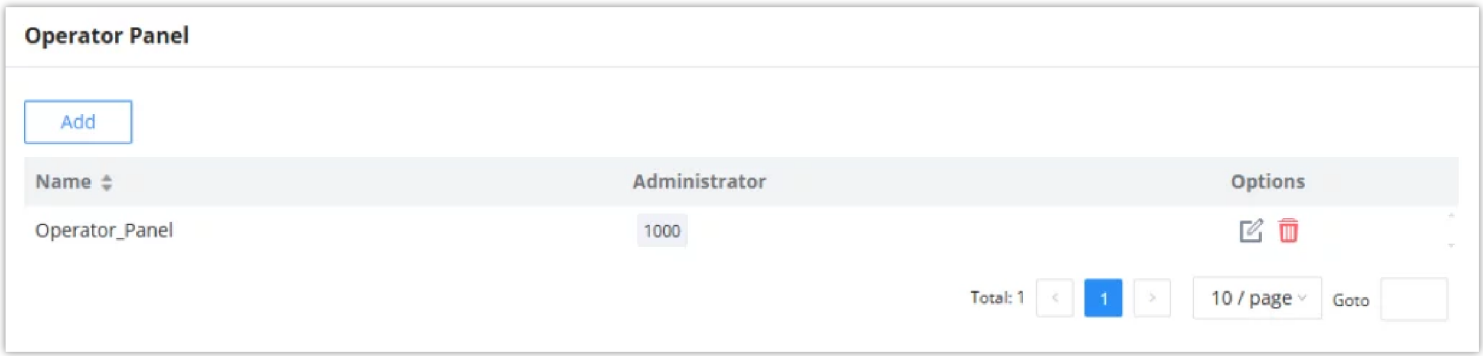 Operator Panel
Add
Name Administrator Options
Operator_Panel 1000
Total: 1 < 1 > 10 / page Goto